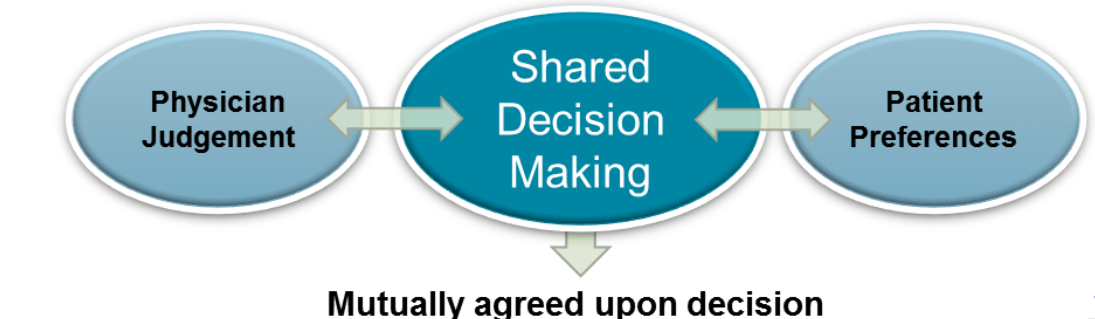 Physician
Judgement
Shared
Decision
Making
Patient
Preferences
Mutually agreed upon decision